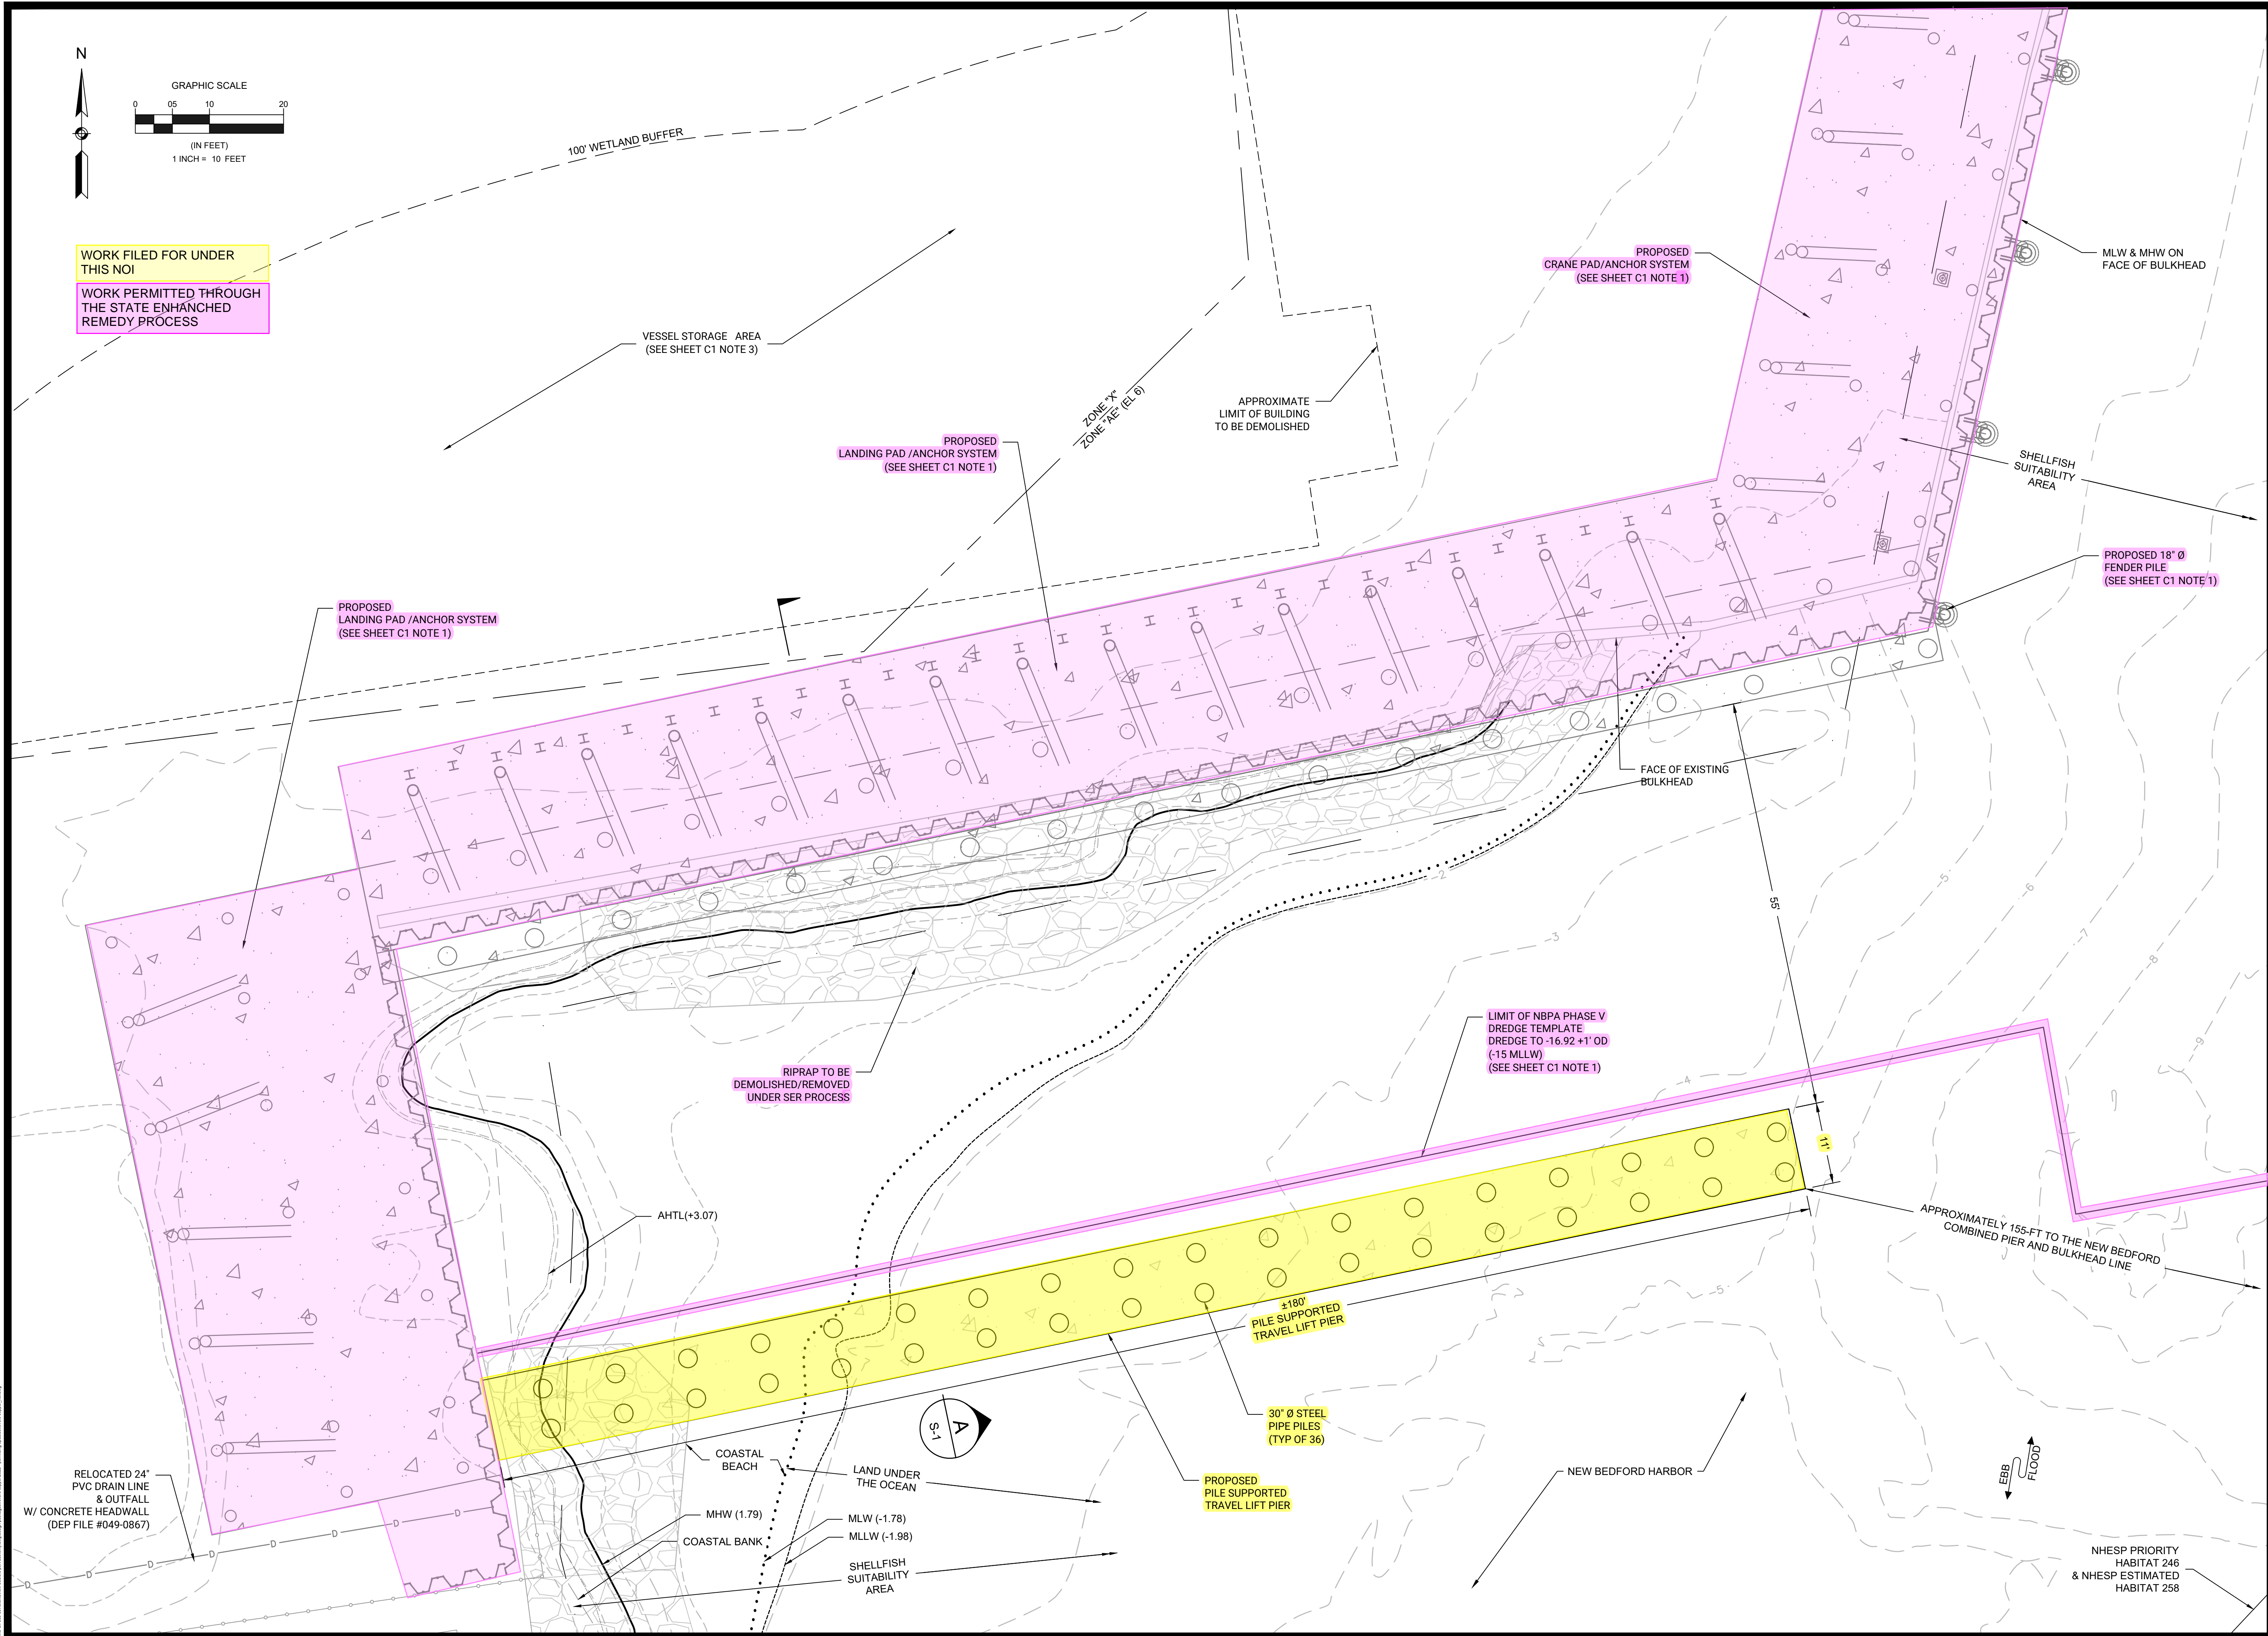 N
GRAPHIC SCALE
0 05 10 20
(IN FEET)
1 INCH = 10 FEET
WORK FILED FOR UNDER
THIS NOI
WORK PERMITTED THROUGH
THE STATE ENHANCHED
REMEDY PROCESS
100' WETLAND BUFFER
VESSEL STORAGE AREA
(SEE SHEET C1 NOTE 3)
PROPOSED
CRANE PAD/ANCHOR SYSTEM
(SEE SHEET C1 NOTE 1)
MLW & MHW ON
FACE OF BULKHEAD
ZONE "X"
ZONE "AE" (EL 6)
APPROXIMATE
LIMIT OF BUILDING
TO BE DEMOLISHED
PROPOSED
LANDING PAD /ANCHOR SYSTEM
(SEE SHEET C1 NOTE 1)
SHELLFISH
SUITABILITY
AREA
PROPOSED 18" Ø
FENDER PILE
(SEE SHEET C1 NOTE 1)
PROPOSED
LANDING PAD /ANCHOR SYSTEM
(SEE SHEET C1 NOTE 1)
FACE OF EXISTING
BULKHEAD
55'
-2
-3
-4
-5
-6
-7
-8
-9
-5
LIMIT OF NBPA PHASE V
DREDGE TEMPLATE
DREDGE TO -16.92 +1' OD
(-15 MLLW)
(SEE SHEET C1 NOTE 1)
RIPRAP TO BE
DEMOLISHED/REMOVED
UNDER SER PROCESS
11'
AHTL(+3.07)
APPROXIMATELY 155-FT TO THE NEW BEDFORD
COMBINED PIER AND BULKHEAD LINE
±180'
PILE SUPPORTED
TRAVEL LIFT PIER
A
S-1
30" Ø STEEL
PIPE PILES
(TYP OF 36)
COASTAL
BEACH
LAND UNDER
THE OCEAN
PROPOSED
PILE SUPPORTED
TRAVEL LIFT PIER
NEW BEDFORD HARBOR
EBB
FLOOD
RELOCATED 24"
PVC DRAIN LINE
& OUTFALL
W/ CONCRETE HEADWALL
(DEP FILE #049-0867)
D D D D D D D D
MHW (1.79)
COASTAL BANK
MLW (-1.78)
MLLW (-1.98)
SHELLFISH
SUITABILITY
AREA
NHESP PRIORITY
HABITAT 246
& NHESP ESTIMATED
HABITAT 258